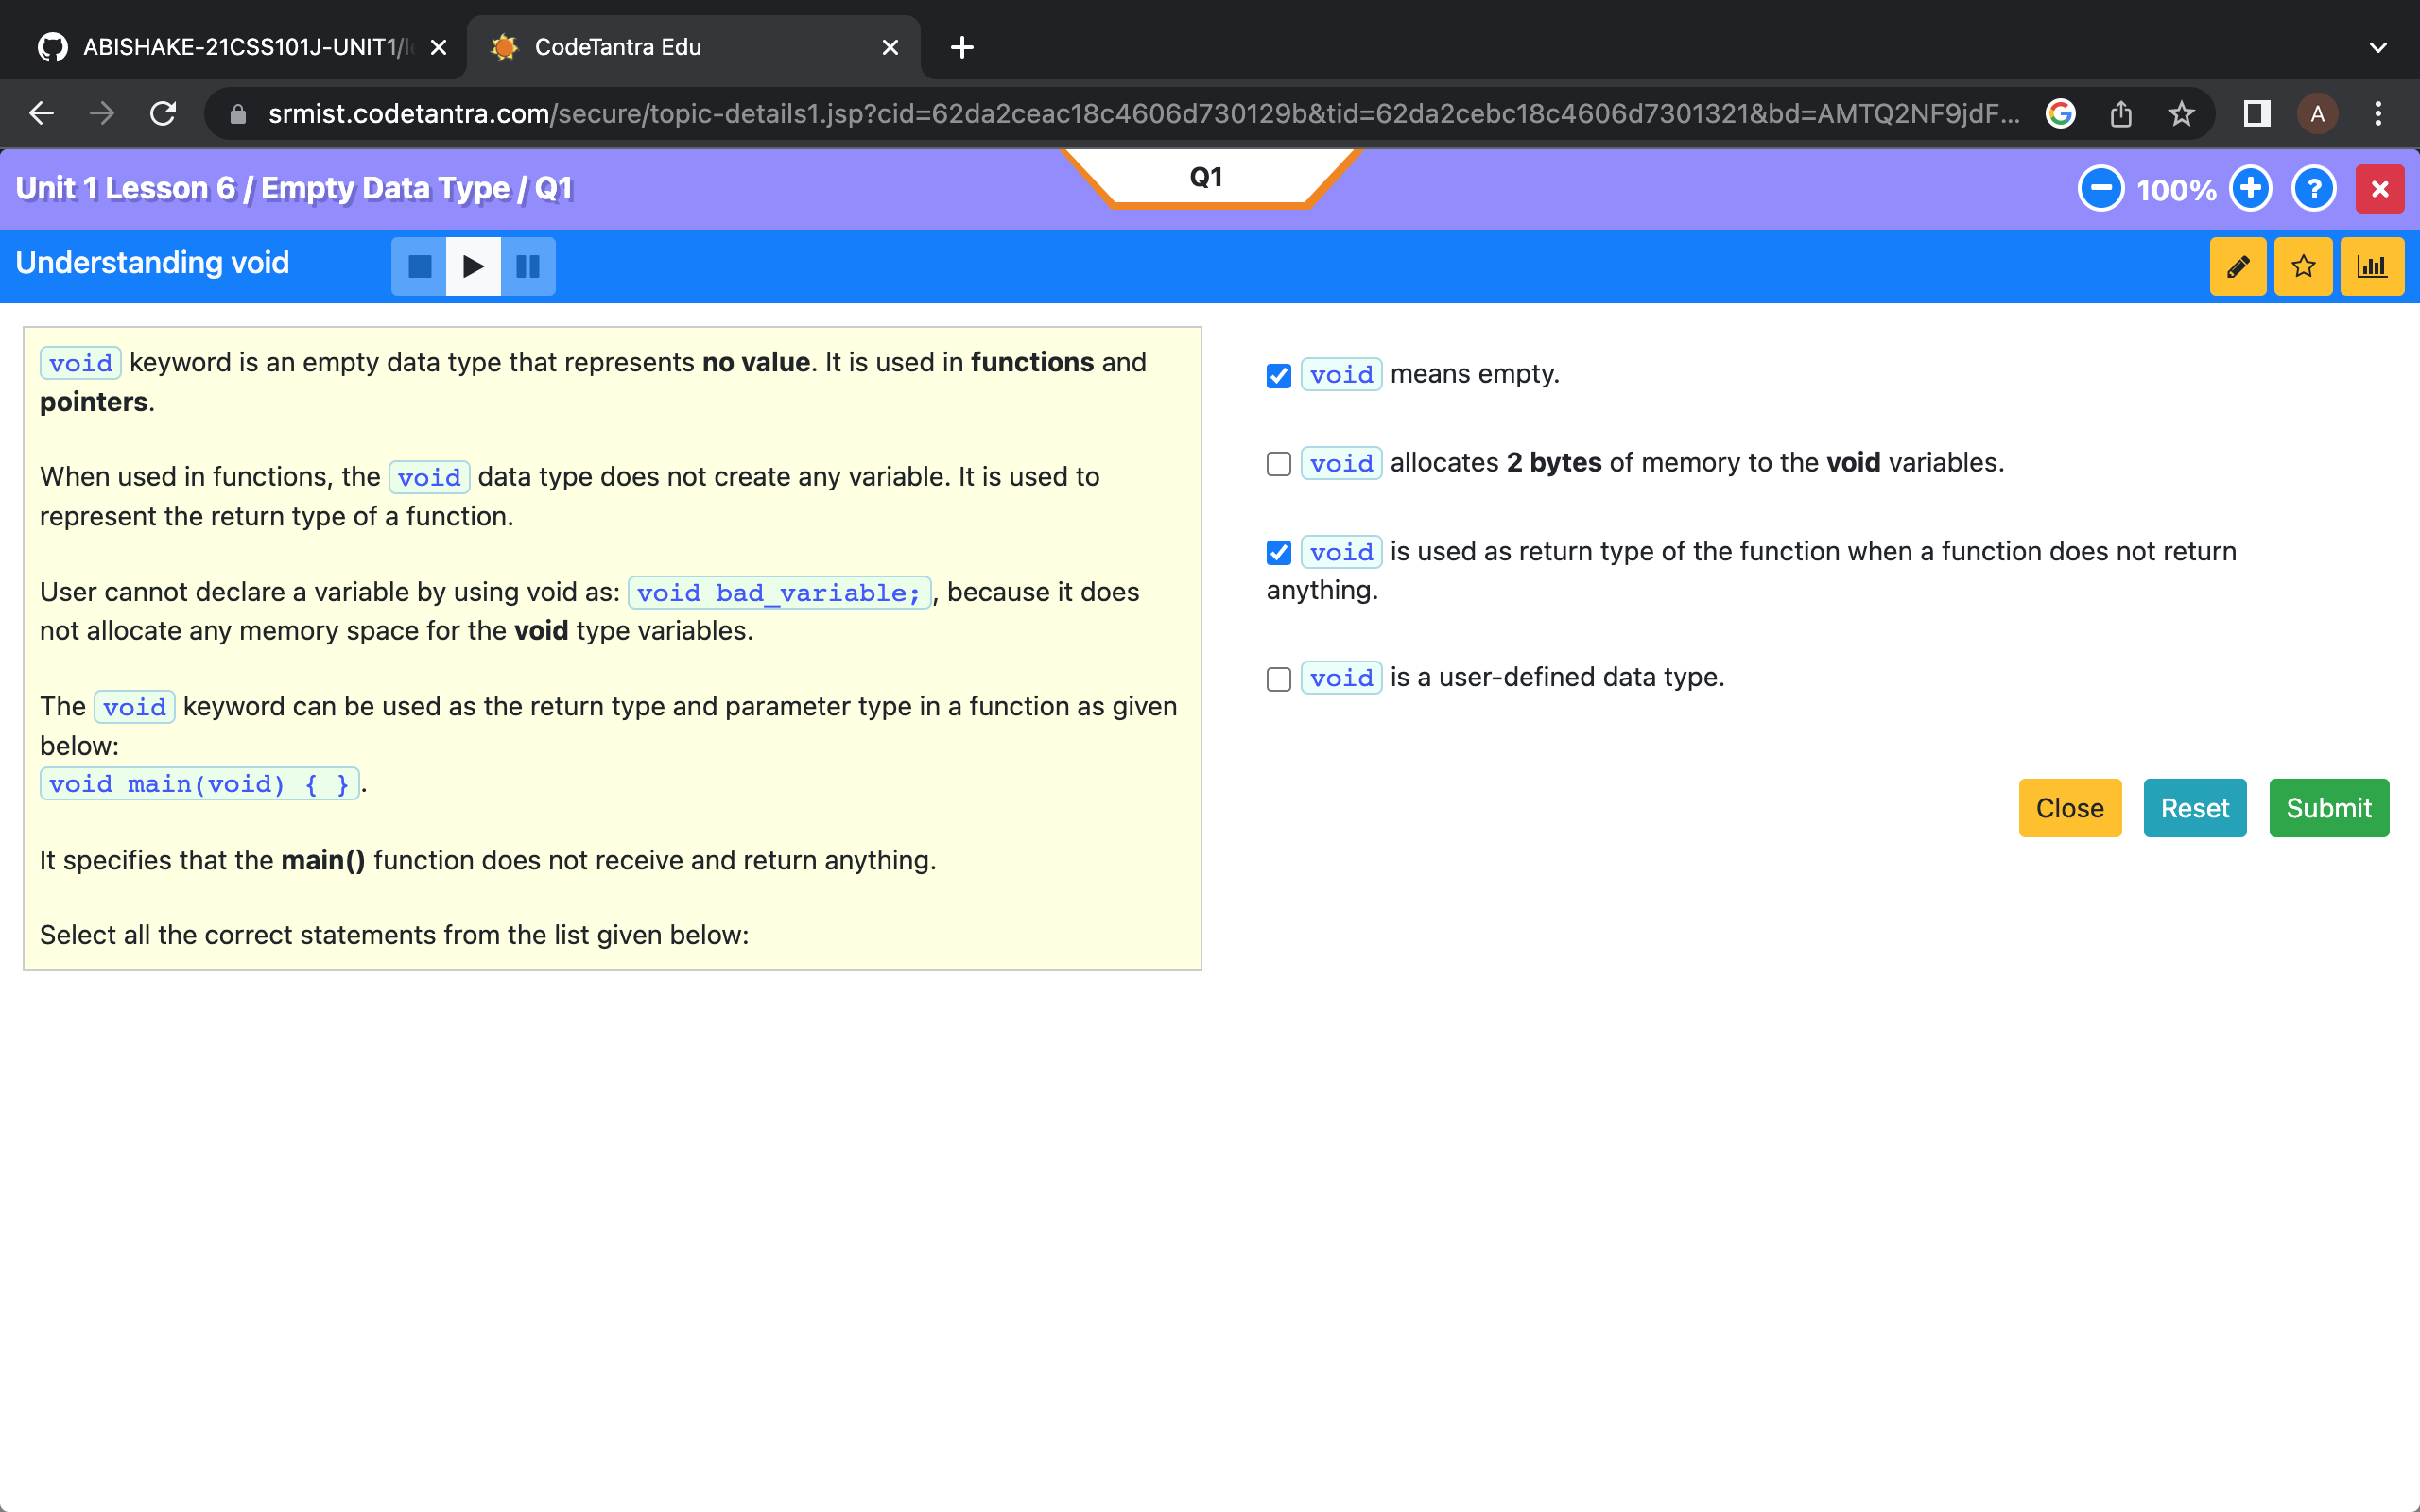 ABISHAKE-21CSS101J-UNIT1/
CodeTantra Edu
srmist.codetantra.com/secure/topic-details1.jsp?cid=62da2ceac18c4606d730129b&tid=62da2cebc18c4606d7301321&bd=AMTQ2NF9jdF...
A
Unit 1 Lesson 6 / Empty Data Type / Q1
Q1
100%
?
Understanding void
void keyword is an empty data type that represents no value. It is used in functions and
pointers.
When used in functions, the void data type does not create any variable. It is used to
represent the return type of a function.
User cannot declare a variable by using void as: void bad_variable; , because it does
not allocate any memory space for the void type variables.
The void keyword can be used as the return type and parameter type in a function as given
below:
void main(void) { } .
It specifies that the main() function does not receive and return anything.
Select all the correct statements from the list given below:
void means empty.
void allocates 2 bytes of memory to the void variables.
void is used as return type of the function when a function does not return
anything.
void is a user-defined data type.
Close
Reset
Submit